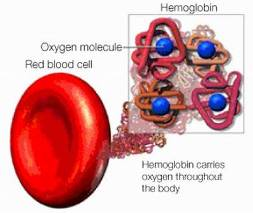 Hemoglobin
Oxygen molecule
Red blood cell
Hemoglobin carries
oxygen throughout
the body